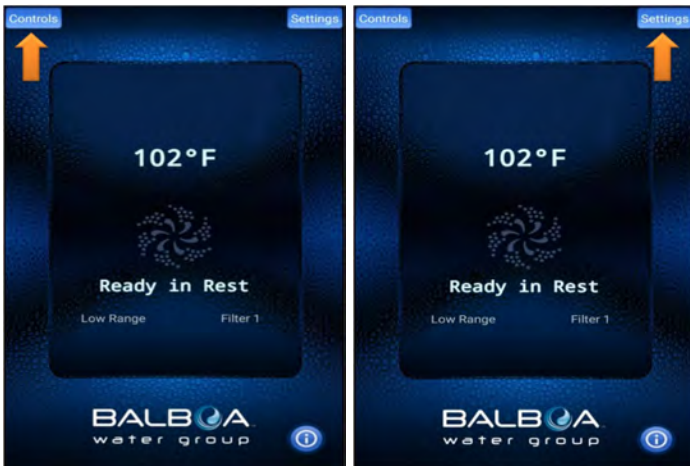 Controls Settings
102°F
Ready in Rest
Low Range Filter 1
BALBOA
water group
Controls Settings
102°F
Ready in Rest
Low Range Filter 1
BALBOA
water group